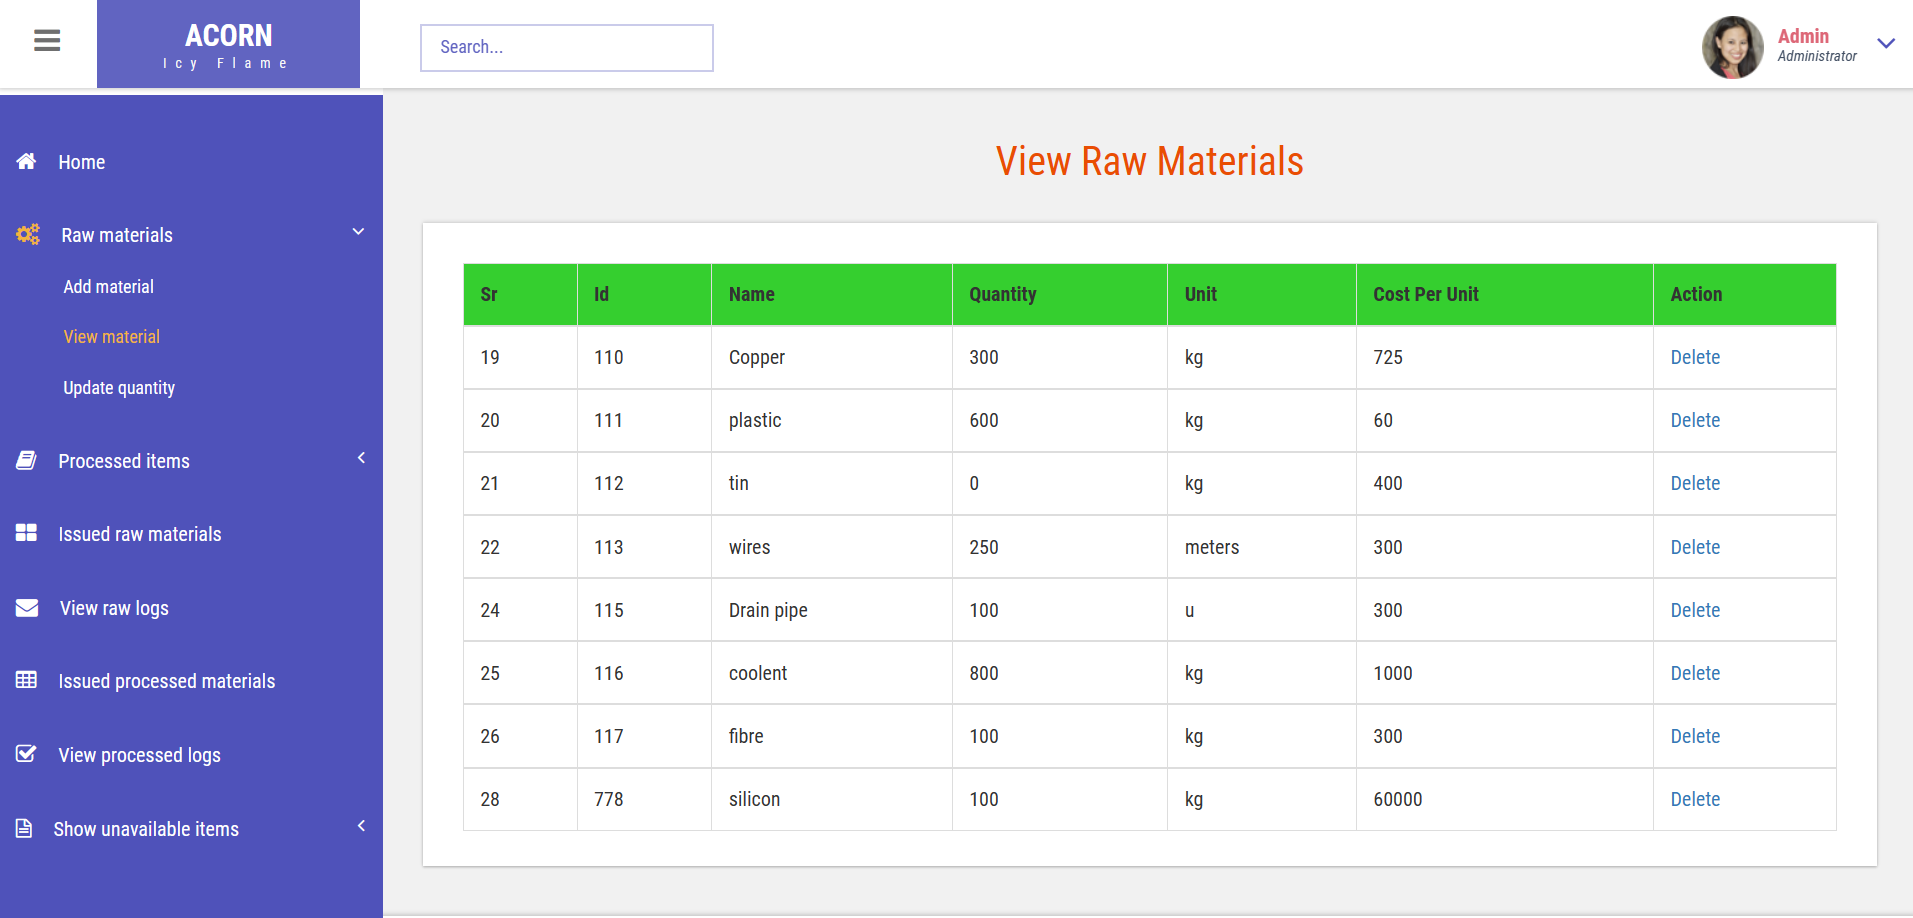 ACORN
Icy Flame
Search...
Admin
Administrator
Home
Raw materials
Add material
View material
Update quantity
Processed items
Issued raw materials
View raw logs
Issued processed materials
View processed logs
Show unavailable items
View Raw Materials
Sr Id Name Quantity Unit Cost Per Unit Action
19 110 Copper 300 kg 725 Delete
20 111 plastic 600 kg 60 Delete
21 112 tin 0 kg 400 Delete
22 113 wires 250 meters 300 Delete
24 115 Drain pipe 100 u 300 Delete
25 116 coolent 800 kg 1000 Delete
26 117 fibre 100 kg 300 Delete
28 778 silicon 100 kg 60000 Delete